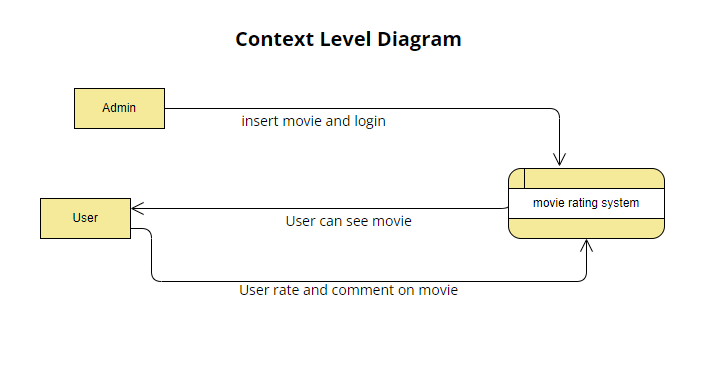 Context Level Diagram
Admin
insert movie and login
movie rating system
User
User can see movie
User rate and comment on movie